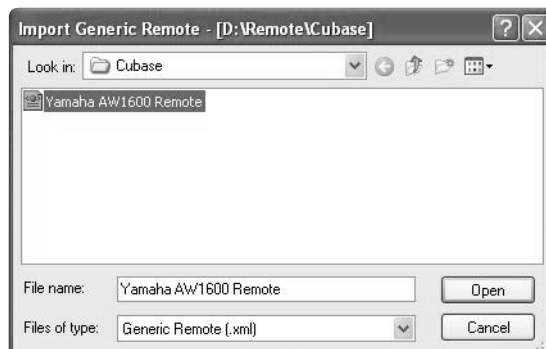 Import Generic Remote - [D:\Remote\Cubase]
Look in: Cubase
Yamaha AW1600 Remote
File name: Yamaha AW1600 Remote Open
Files of type: Generic Remote (.xml) Cancel